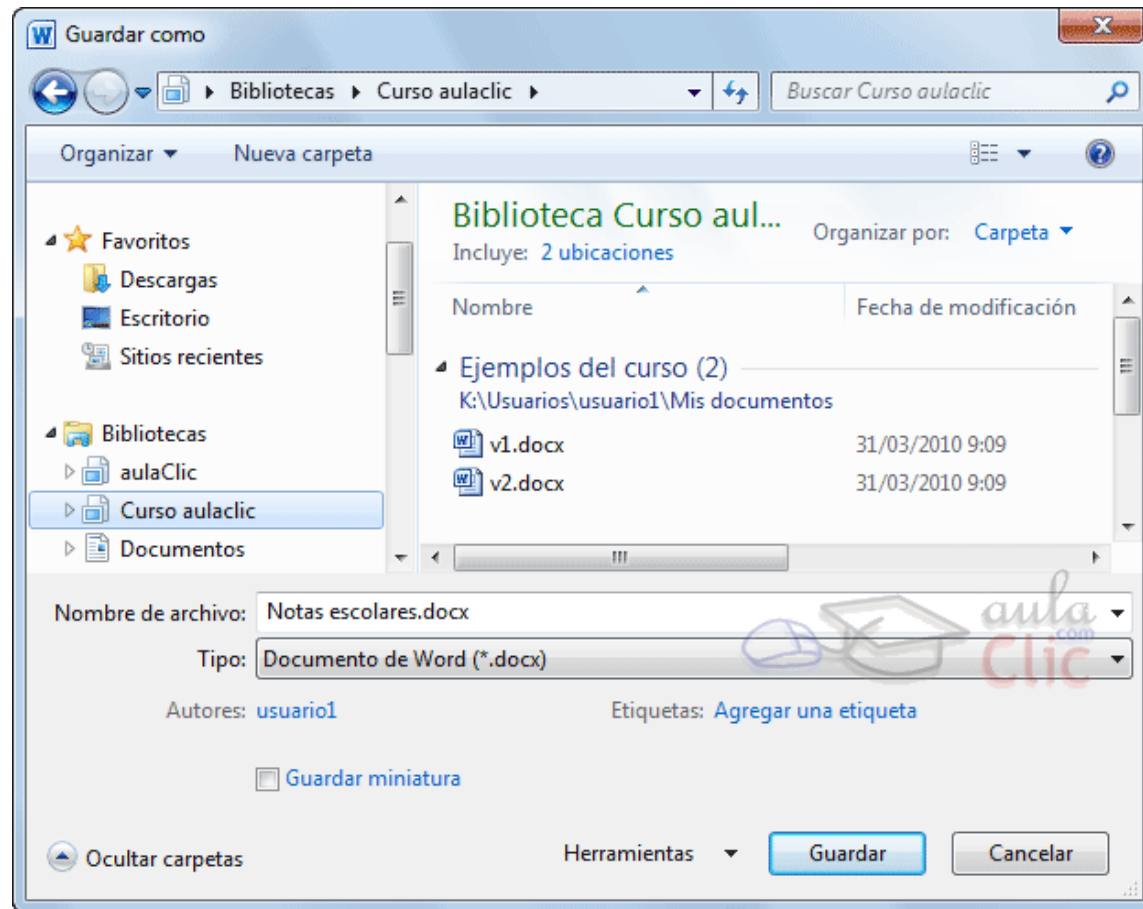 Guardar como
Bibliotecas Curso aulaclic Buscar Curso aulaclic
Organizar Nueva carpeta
Favoritos
Descargas
Escritorio
Sitios recientes
Bibliotecas
aulaClic
Curso aulaclic
Documentos
Biblioteca Curso aul...
Incluye: 2 ubicaciones
Organizar por: Carpeta
Nombre Fecha de modificación
Ejemplos del curso (2)
K:\Usuarios\usuario1\Mis documentos
v1.docx 31/03/2010 9:09
v2.docx 31/03/2010 9:09
Nombre de archivo: Notas escolares.docx
Tipo: Documento de Word (*.docx)
aula
.com
Clic
Autores: usuario1 Etiquetas: Agregar una etiqueta
Guardar miniatura
Ocultar carpetas Herramientas Guardar Cancelar